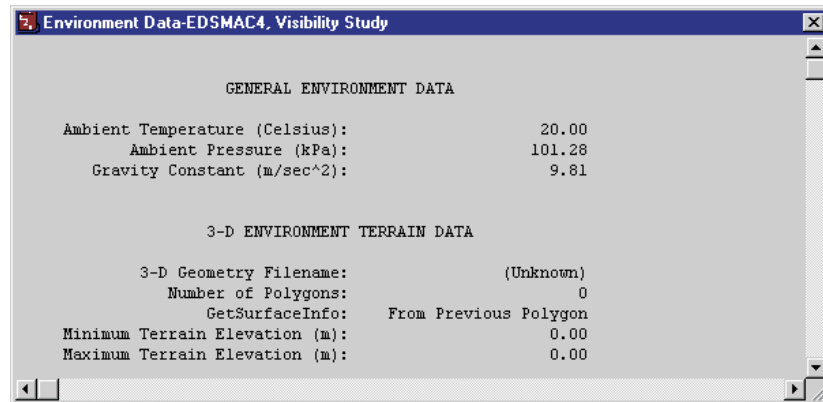 Environment Data-EDSMAC4, Visibility Study
GENERAL ENVIRONMENT DATA
Ambient Temperature (Celsius): 20.00
Ambient Pressure (kPa): 101.28
Gravity Constant (m/sec^2): 9.81
3-D ENVIRONMENT TERRAIN DATA
3-D Geometry Filename: (Unknown)
Number of Polygons: 0
GetSurfaceInfo: From Previous Polygon
Minimum Terrain Elevation (m): 0.00
Maximum Terrain Elevation (m): 0.00